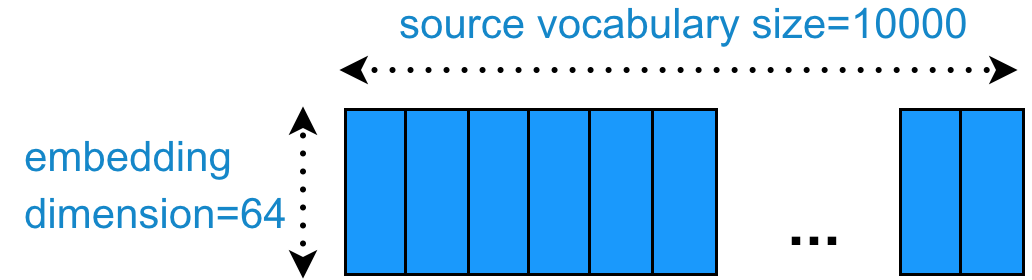 source vocabulary size=10000
embedding
dimension=64
...